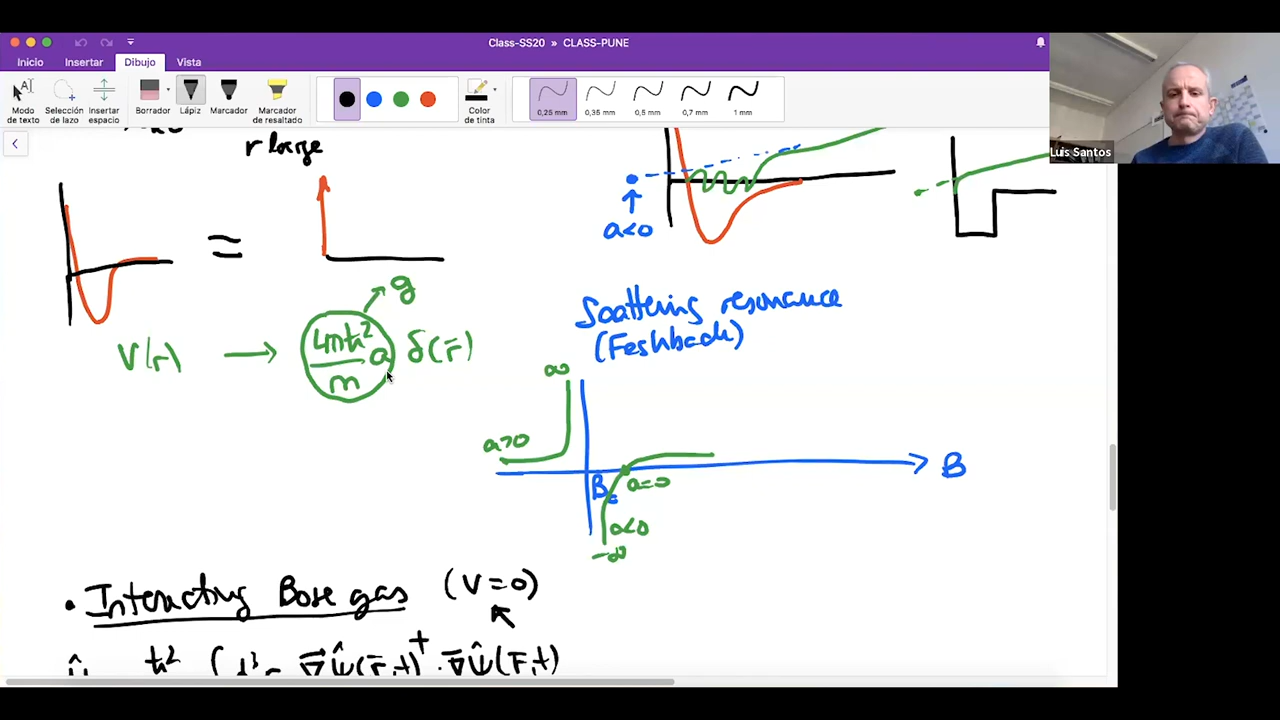 Class-SS20 » CLASS-PUNE
Inicio Insertar Dibujo Vista
Modo de texto
Selección de lazo
Insertar espacio
Borrador
Lápiz
Marcador
Marcador de resaltado
Color de tinta
0,25 mm 0,35 mm 0,5 mm 0,7 mm 1 mm
Luis Santos
r large
a<0
=
g
V(r) → 4πħ²/m a δ(r̄)
Scattering resonance
(Feshbach)
∞
a>0
B
B₀
a=0
a<0
-∞
• Interacting Bose gas (V=0)
ħ² ∇⃗Ψ̂(r̄,t)† · ∇⃗Ψ̂(r̄,t)